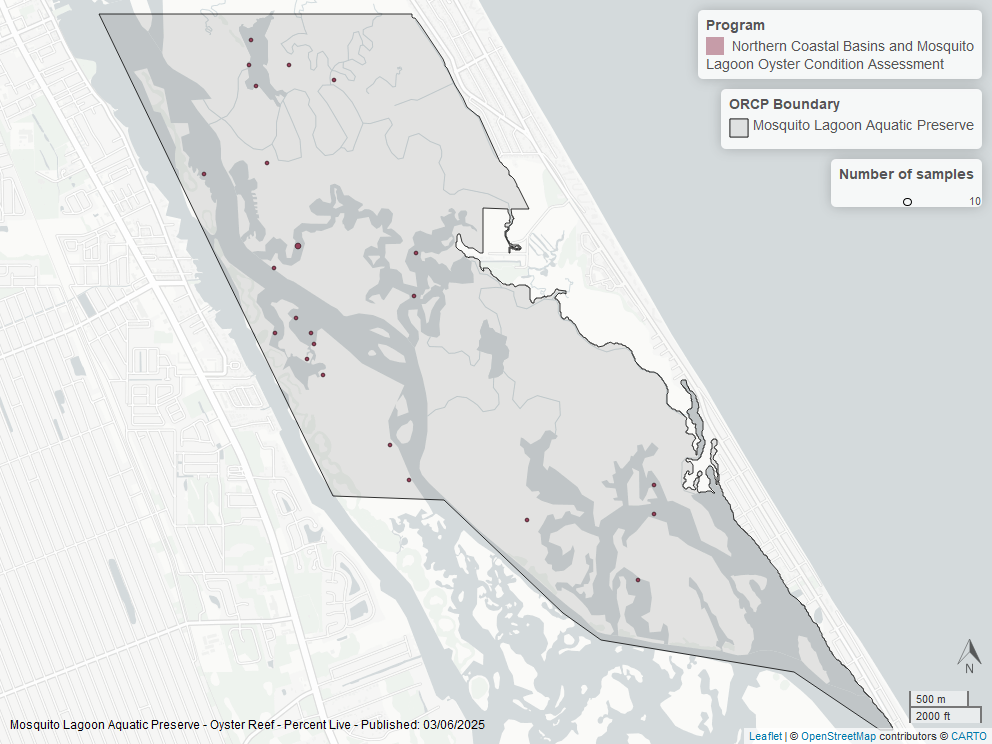 Program
Northern Coastal Basins and Mosquito
Lagoon Oyster Condition Assessment
ORCP Boundary
Mosquito Lagoon Aquatic Preserve
Number of samples
10
N
500 m
2000 ft
Mosquito Lagoon Aquatic Preserve - Oyster Reef - Percent Live - Published: 03/06/2025
Leaflet | © OpenStreetMap contributors © CARTO